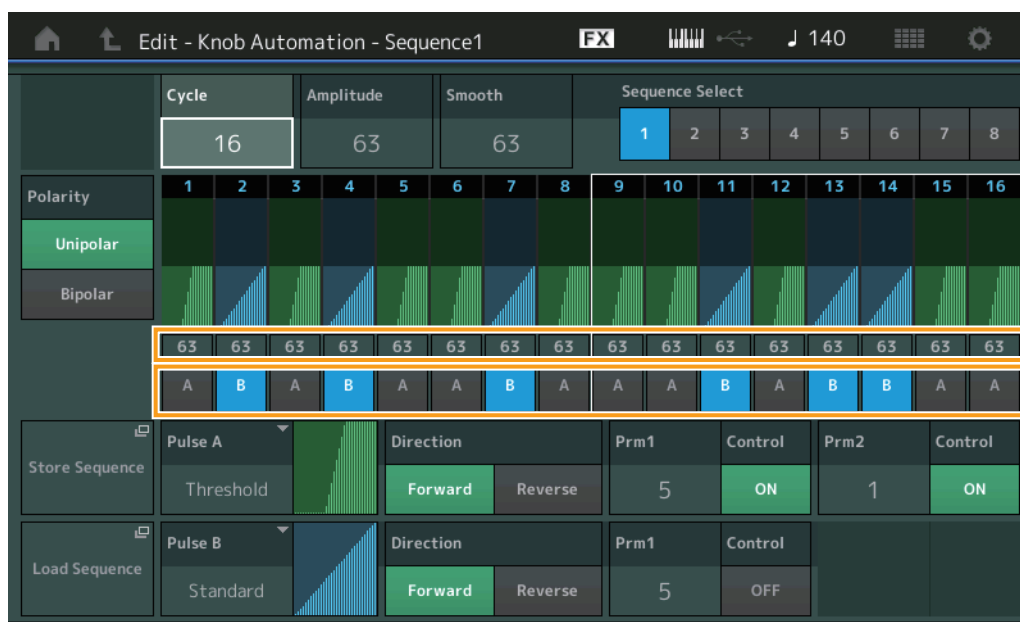 Edit - Knob Automation - Sequence1 FX ♩ 140
Cycle Amplitude Smooth Sequence Select
16 63 63 1 2 3 4 5 6 7 8
Polarity 1 2 3 4 5 6 7 8 9 10 11 12 13 14 15 16
Unipolar
Bipolar
63 63 63 63 63 63 63 63 63 63 63 63 63 63 63 63
A B A B A A B A A A B A B B A A
Store Sequence Pulse A Direction Prm1 Control Prm2 Control
Threshold Forward Reverse 5 ON 1 ON
Load Sequence Pulse B Direction Prm1 Control
Standard Forward Reverse 5 OFF